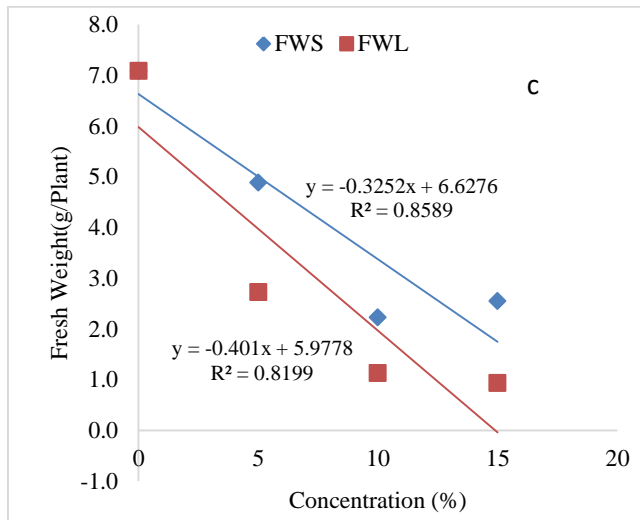 8.0
FWS FWL
7.0
c
6.0
5.0
y = -0.3252x + 6.6276
R² = 0.8589
4.0
3.0
2.0
y = -0.401x + 5.9778
R² = 0.8199
1.0
0.0
-1.0
0 5 10 15 20
Concentration (%)
Fresh Weight(g/Plant)